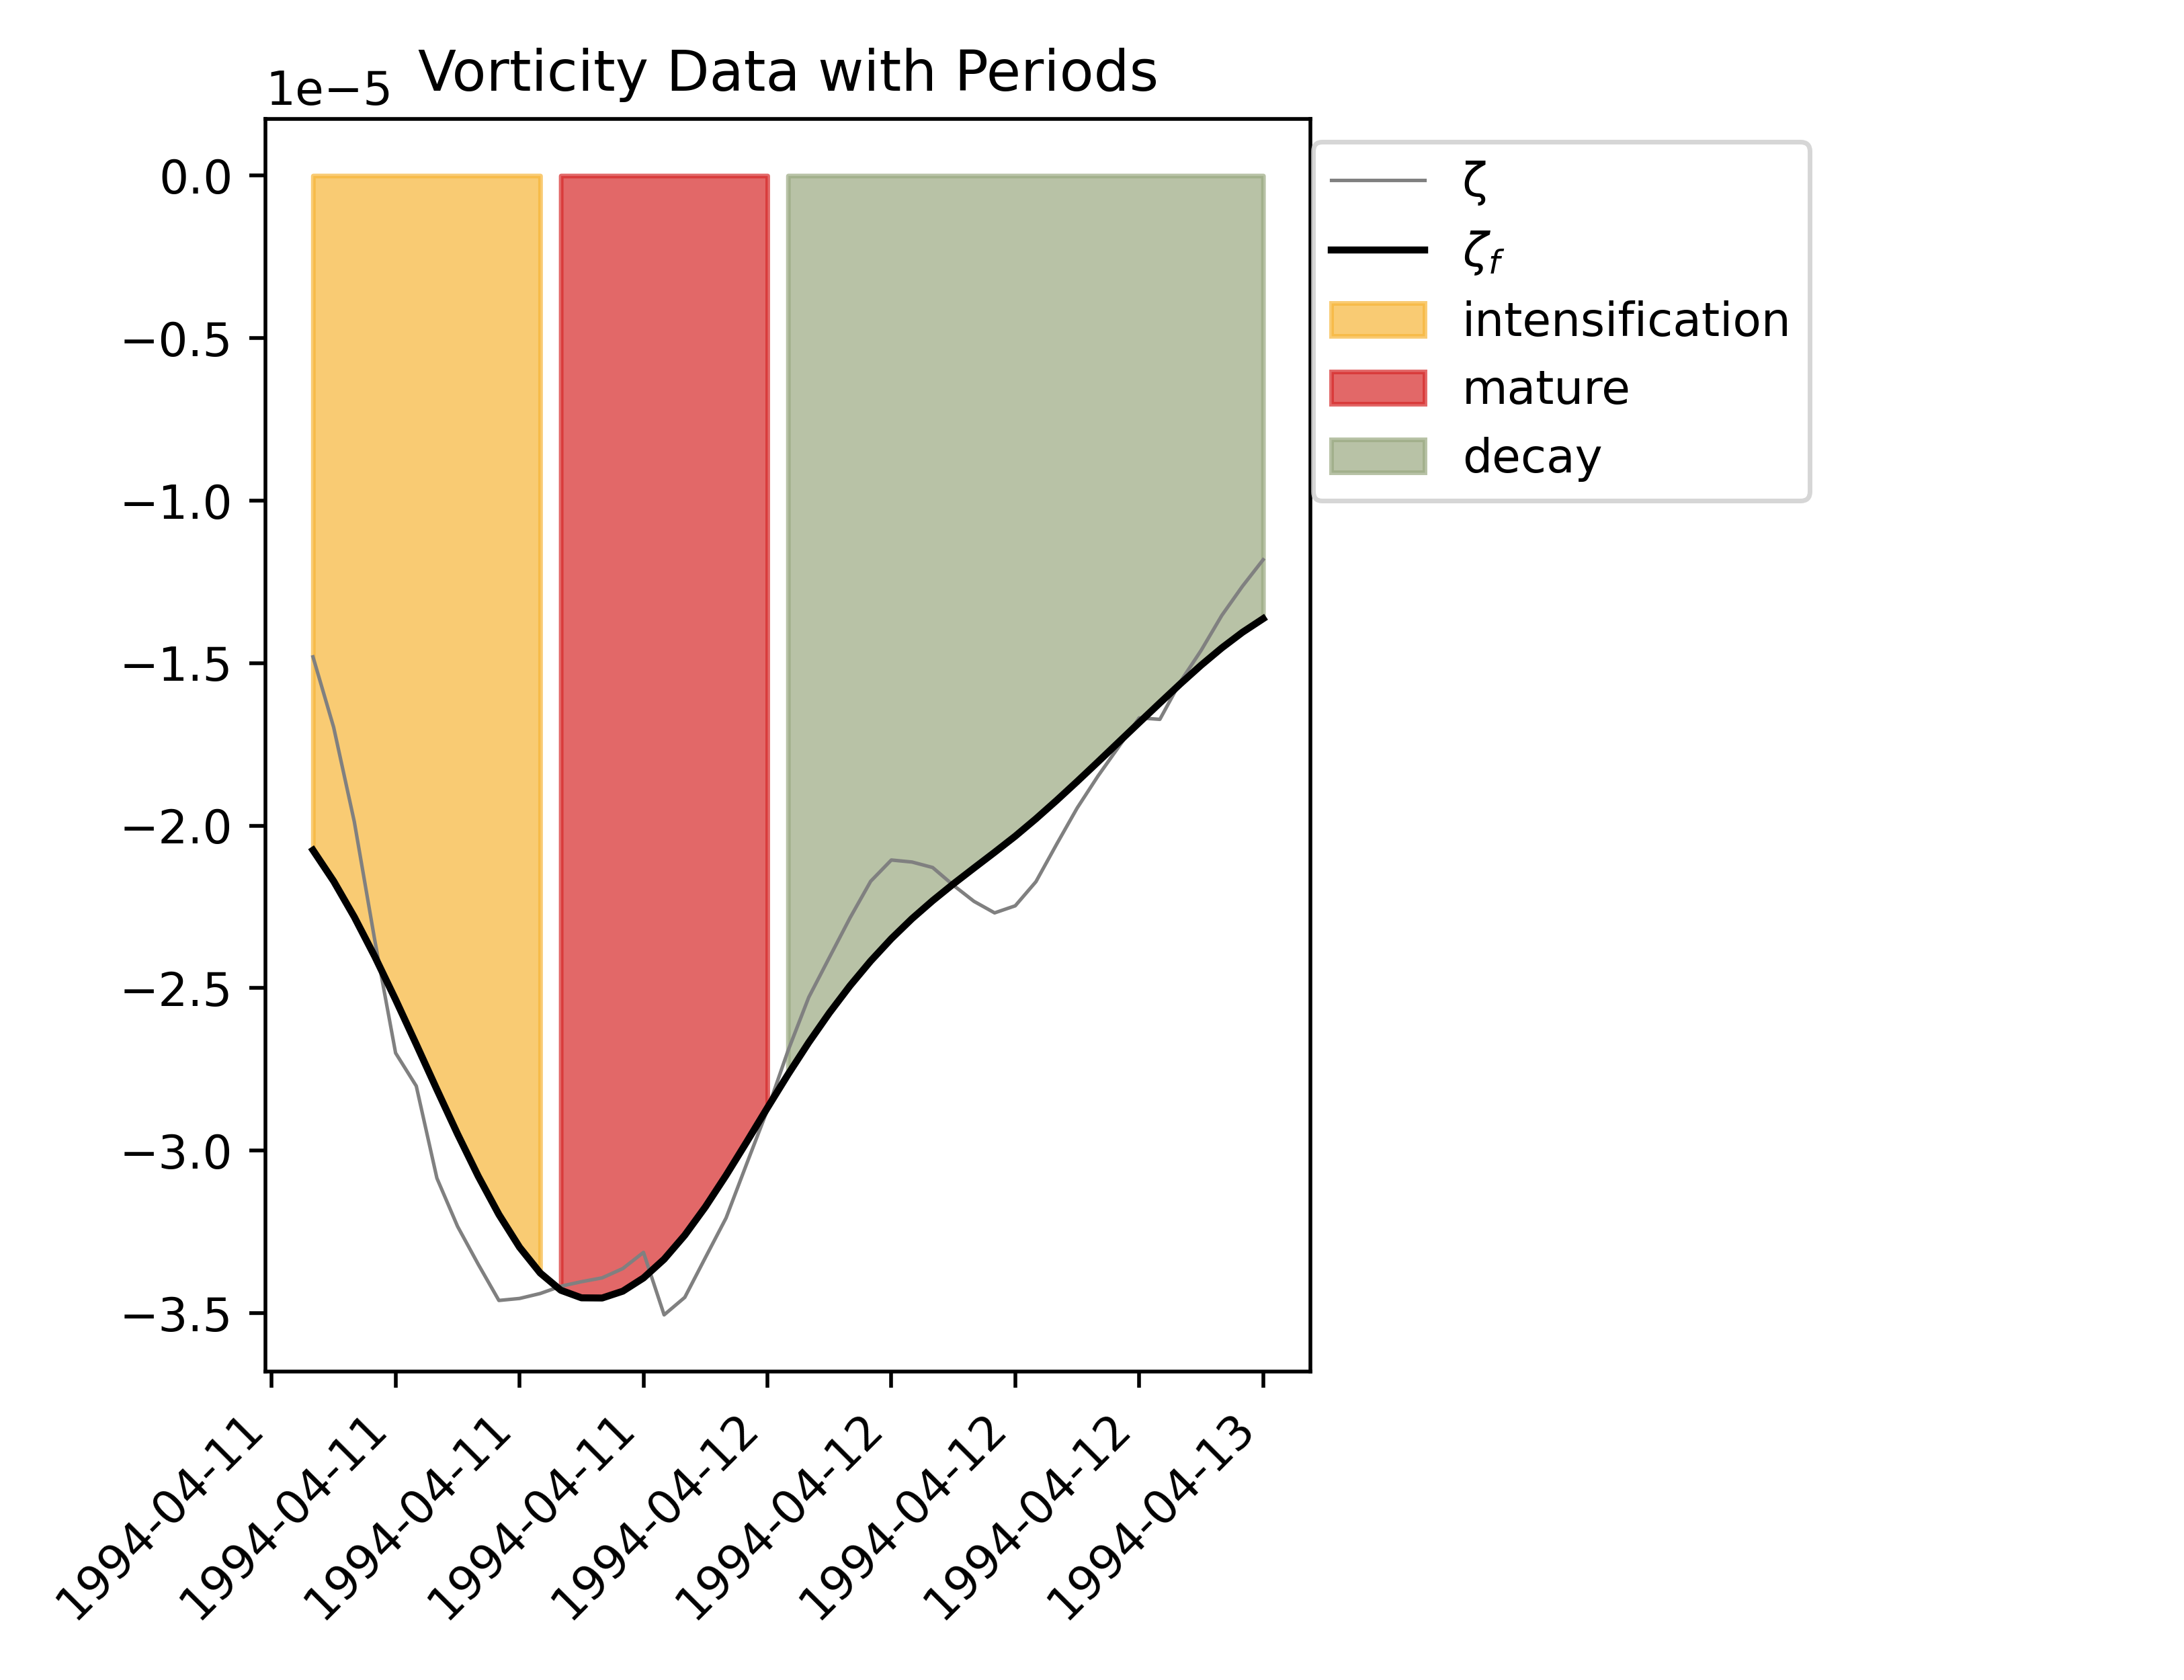 Vorticity Data with Periods
1e−5
0.0
−0.5
−1.0
−1.5
−2.0
−2.5
−3.0
−3.5
ζ
ζf
intensification
mature
decay
1994-04-11
1994-04-11
1994-04-11
1994-04-11
1994-04-12
1994-04-12
1994-04-12
1994-04-12
1994-04-13